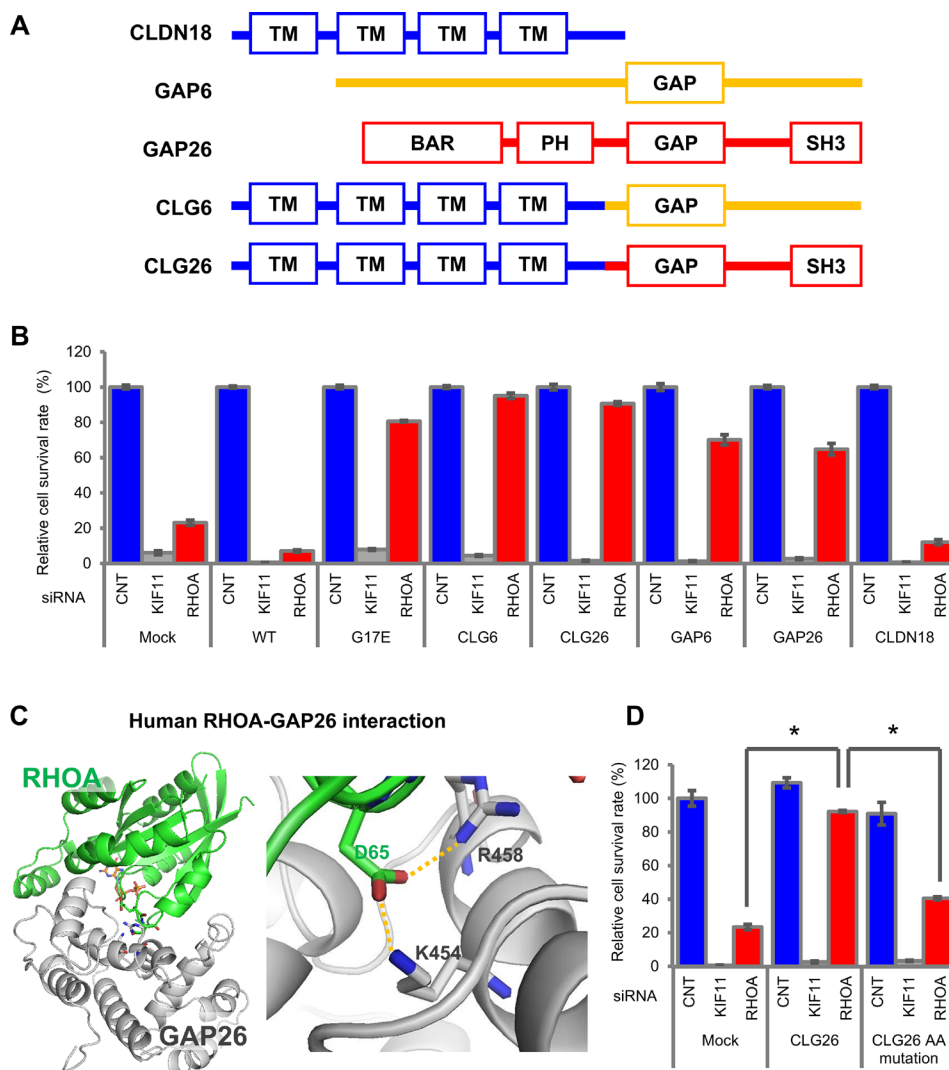 A
CLDN18 TM TM TM TM
GAP6 GAP
GAP26 BAR PH GAP SH3
CLG6 TM TM TM TM GAP
CLG26 TM TM TM TM GAP SH3
B
Relative cell survival rate (%)
120
100
80
60
40
20
0
siRNA
CNT KIF11 RHOA CNT KIF11 RHOA CNT KIF11 RHOA CNT KIF11 RHOA CNT KIF11 RHOA CNT KIF11 RHOA CNT KIF11 RHOA CNT KIF11 RHOA
Mock WT G17E CLG6 CLG26 GAP6 GAP26 CLDN18
C
Human RHOA-GAP26 interaction
RHOA
GAP26
D65
R458
K454
D
* *
Relative cell survival rate (%)
120
100
80
60
40
20
0
siRNA
CNT KIF11 RHOA CNT KIF11 RHOA CNT KIF11 RHOA
Mock CLG26 CLG26 AA
mutation